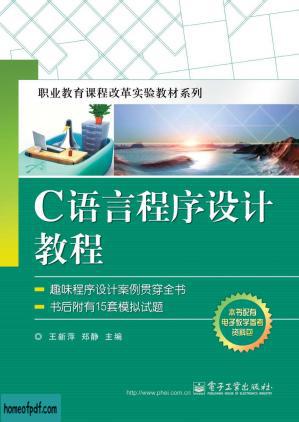 职业教育课程改革实验教材系列
C语言程序设计
教程
趣味程序设计案例贯穿全书
书后附有15套模拟试题
王新萍 郑静 主编
本书配有
电子教学参考
资料包
电子工业出版社
http://www.phei.com.cn
homeofpdf.com